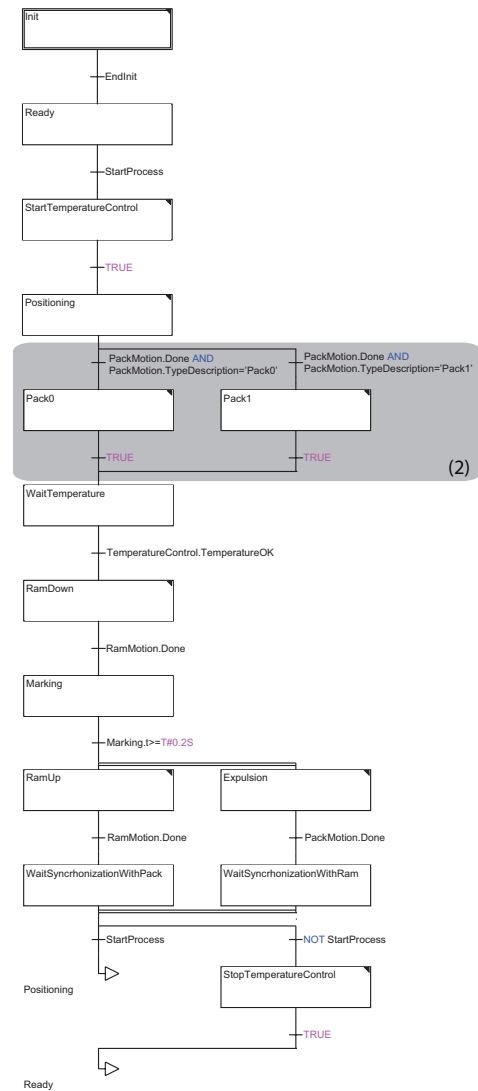 Init
EndInit
Ready
StartProcess
StartTemperatureControl
TRUE
Positioning
PackMotion.Done AND
PackMotion.TypeDescription='Pack0'
PackMotion.Done AND
PackMotion.TypeDescription='Pack1'
Pack0
Pack1
TRUE
TRUE
(2)
WaitTemperature
TemperatureControl.TemperatureOK
RamDown
RamMotion.Done
Marking
Marking.t>=T#0.2S
RamUp
Expulsion
RamMotion.Done
PackMotion.Done
WaitSyncrhonizationWithPack
WaitSyncrhonizationWithRam
StartProcess
NOT StartProcess
Positioning
StopTemperatureControl
TRUE
Ready